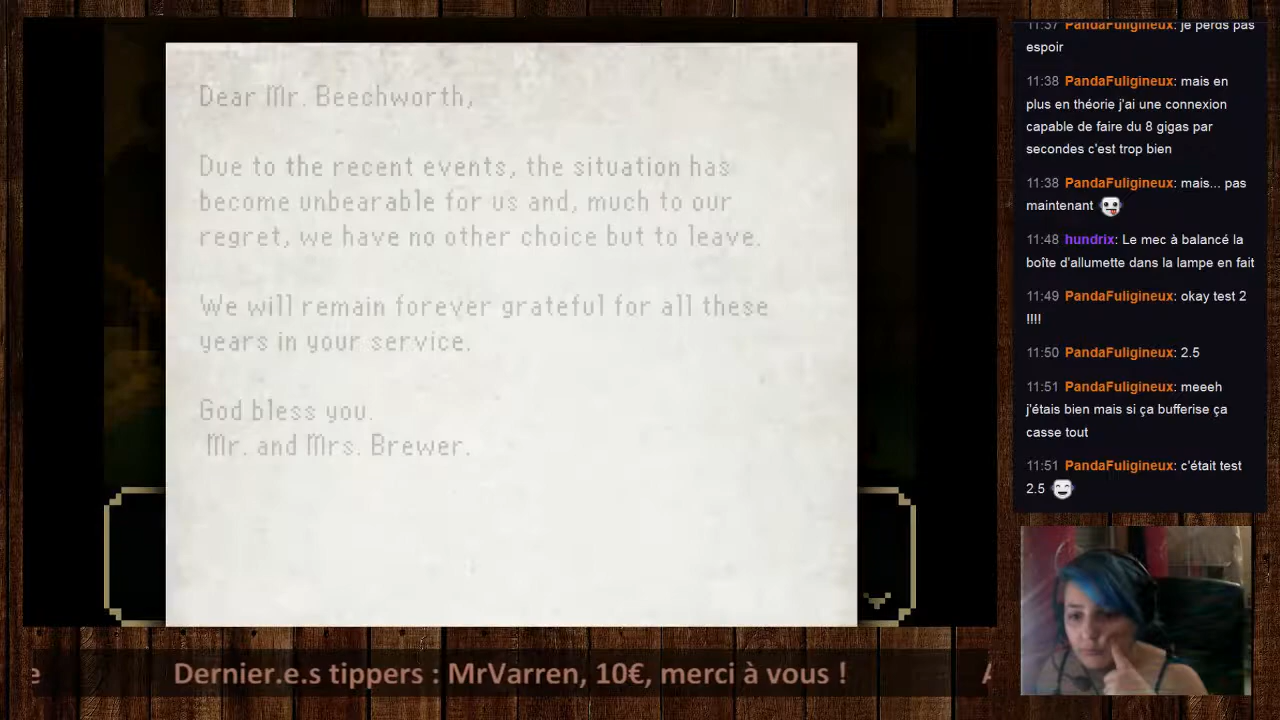 Dear Mr. Beechworth,
Due to the recent events, the situation has
become unbearable for us and, much to our
regret, we have no other choice but to leave.
We will remain forever grateful for all these
years in your service.
God bless you.
Mr. and Mrs. Brewer.
11:37 PandaFuligineux: je perds pas
espoir
11:38 PandaFuligineux: mais en
plus en théorie j'ai une connexion
capable de faire du 8 gigas par
secondes c'est trop bien
11:38 PandaFuligineux: mais... pas
maintenant
11:48 hundrix: Le mec à balancé la
boîte d'allumette dans la lampe en fait
11:49 PandaFuligineux: okay test 2
!!!!
11:50 PandaFuligineux: 2.5
11:51 PandaFuligineux: meeeh
j'étais bien mais si ça bufferise ça
casse tout
11:51 PandaFuligineux: c'était test
2.5
e Dernier.e.s tippers : MrVarren, 10€, merci à vous !